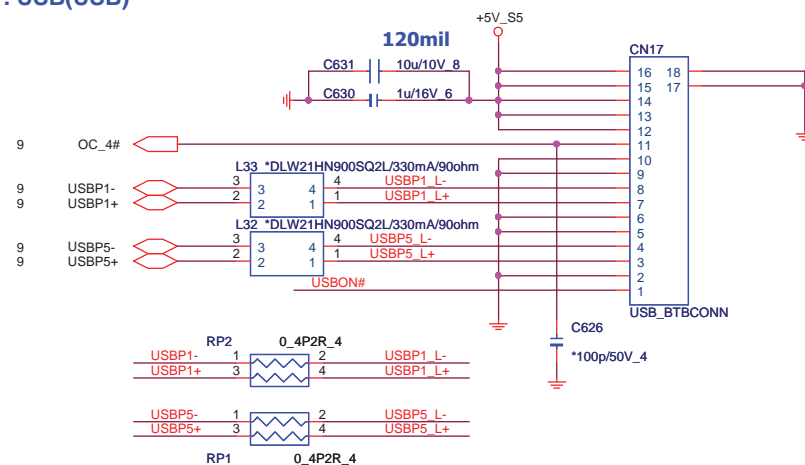 : USB(USB)
+5V_S5
120mil
CN17
C631 10u/10V_8
C630 1u/16V_6
16 18
15 17
14
13
12
11
10
9
8
7
6
5
4
3
2
1
USB_BTBCONN
9 OC_4#
L33 *DLW21HN900SQ2L/330mA/90ohm
9 USBP1- 3 3 4 4 USBP1_L-
9 USBP1+ 2 2 1 1 USBP1_L+
L32 *DLW21HN900SQ2L/330mA/90ohm
9 USBP5- 3 3 4 4 USBP5_L-
9 USBP5+ 2 2 1 1 USBP5_L+
USBON#
C626
*100p/50V_4
RP2 0_4P2R_4
USBP1- 1 2 USBP1_L-
USBP1+ 3 4 USBP1_L+
USBP5- 1 2 USBP5_L-
USBP5+ 3 4 USBP5_L+
RP1 0_4P2R_4